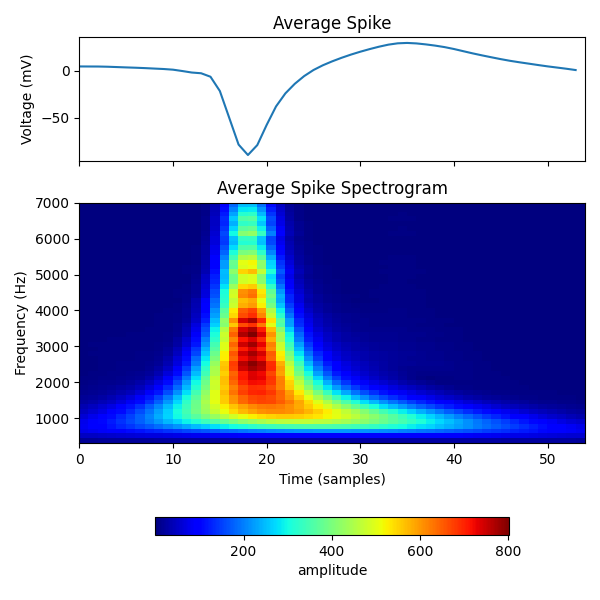 Average Spike
Voltage (mV)
0
−50
Average Spike Spectrogram
Frequency (Hz)
7000
6000
5000
4000
3000
2000
1000
0 10 20 30 40 50
Time (samples)
200 400 600 800
amplitude